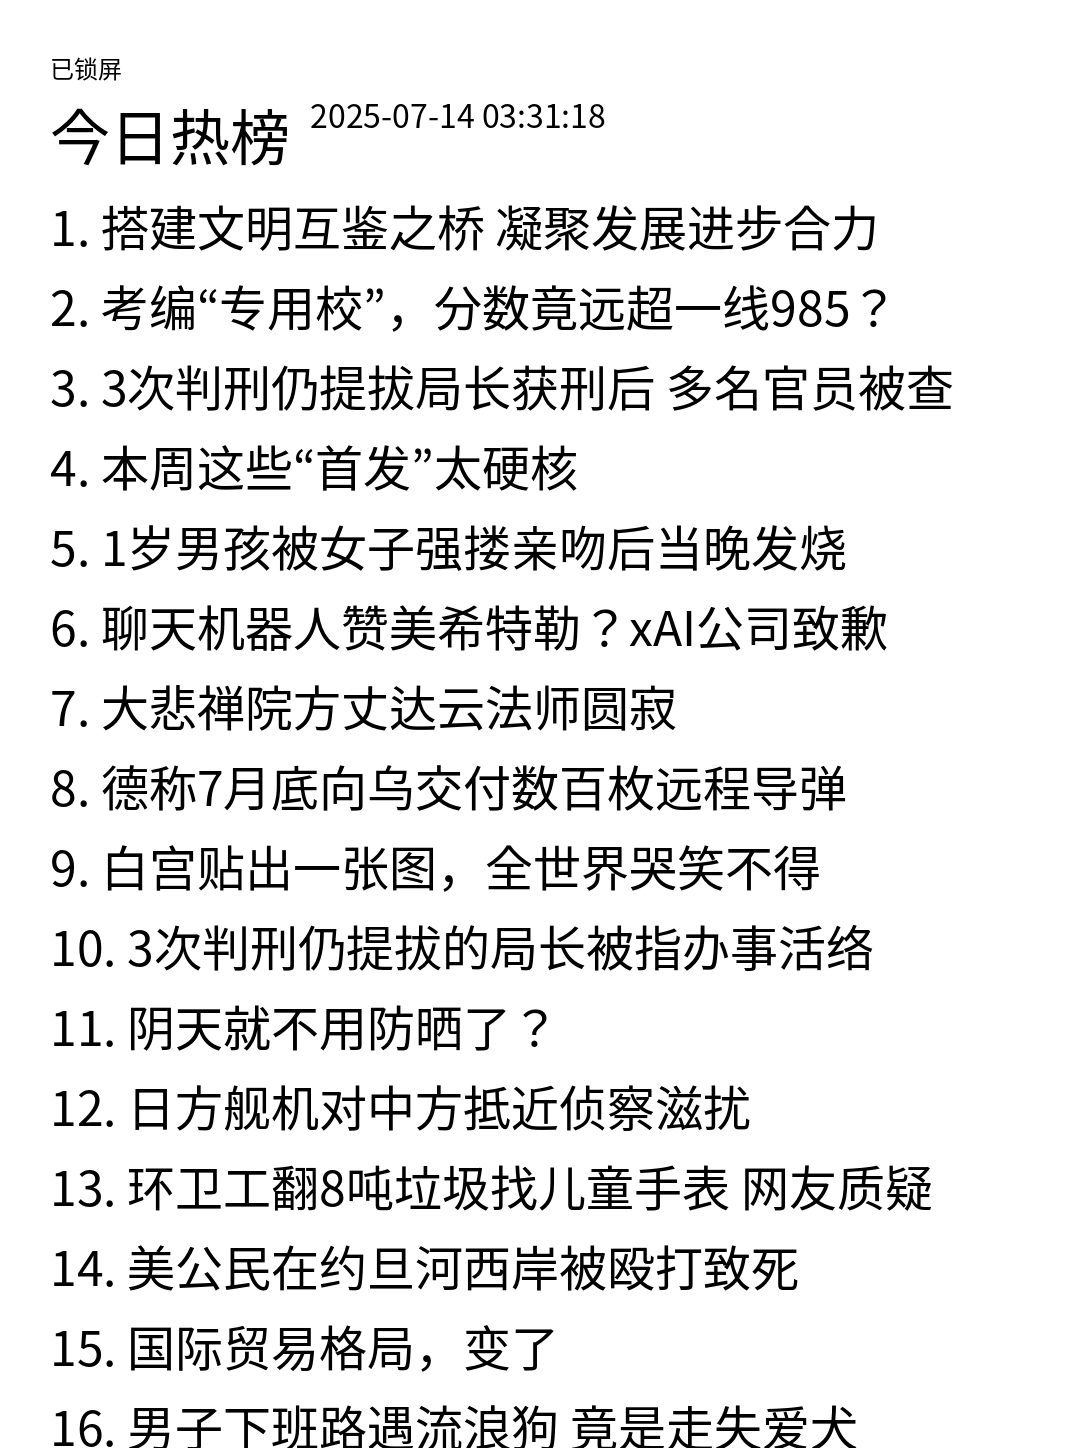 已锁屏
今日热榜 2025-07-14 03:31:18
1. 搭建文明互鉴之桥 凝聚发展进步合力
2. 考编“专用校”，分数竟远超一线985？
3. 3次判刑仍提拔局长获刑后 多名官员被查
4. 本周这些“首发”太硬核
5. 1岁男孩被女子强搂亲吻后当晚发烧
6. 聊天机器人赞美希特勒？xAI公司致歉
7. 大悲禅院方丈达云法师圆寂
8. 德称7月底向乌交付数百枚远程导弹
9. 白宫贴出一张图，全世界哭笑不得
10. 3次判刑仍提拔的局长被指办事活络
11. 阴天就不用防晒了？
12. 日方舰机对中方抵近侦察滋扰
13. 环卫工翻8吨垃圾找儿童手表 网友质疑
14. 美公民在约旦河西岸被殴打致死
15. 国际贸易格局，变了
16. 男子下班路遇流浪狗 竟是走失爱犬